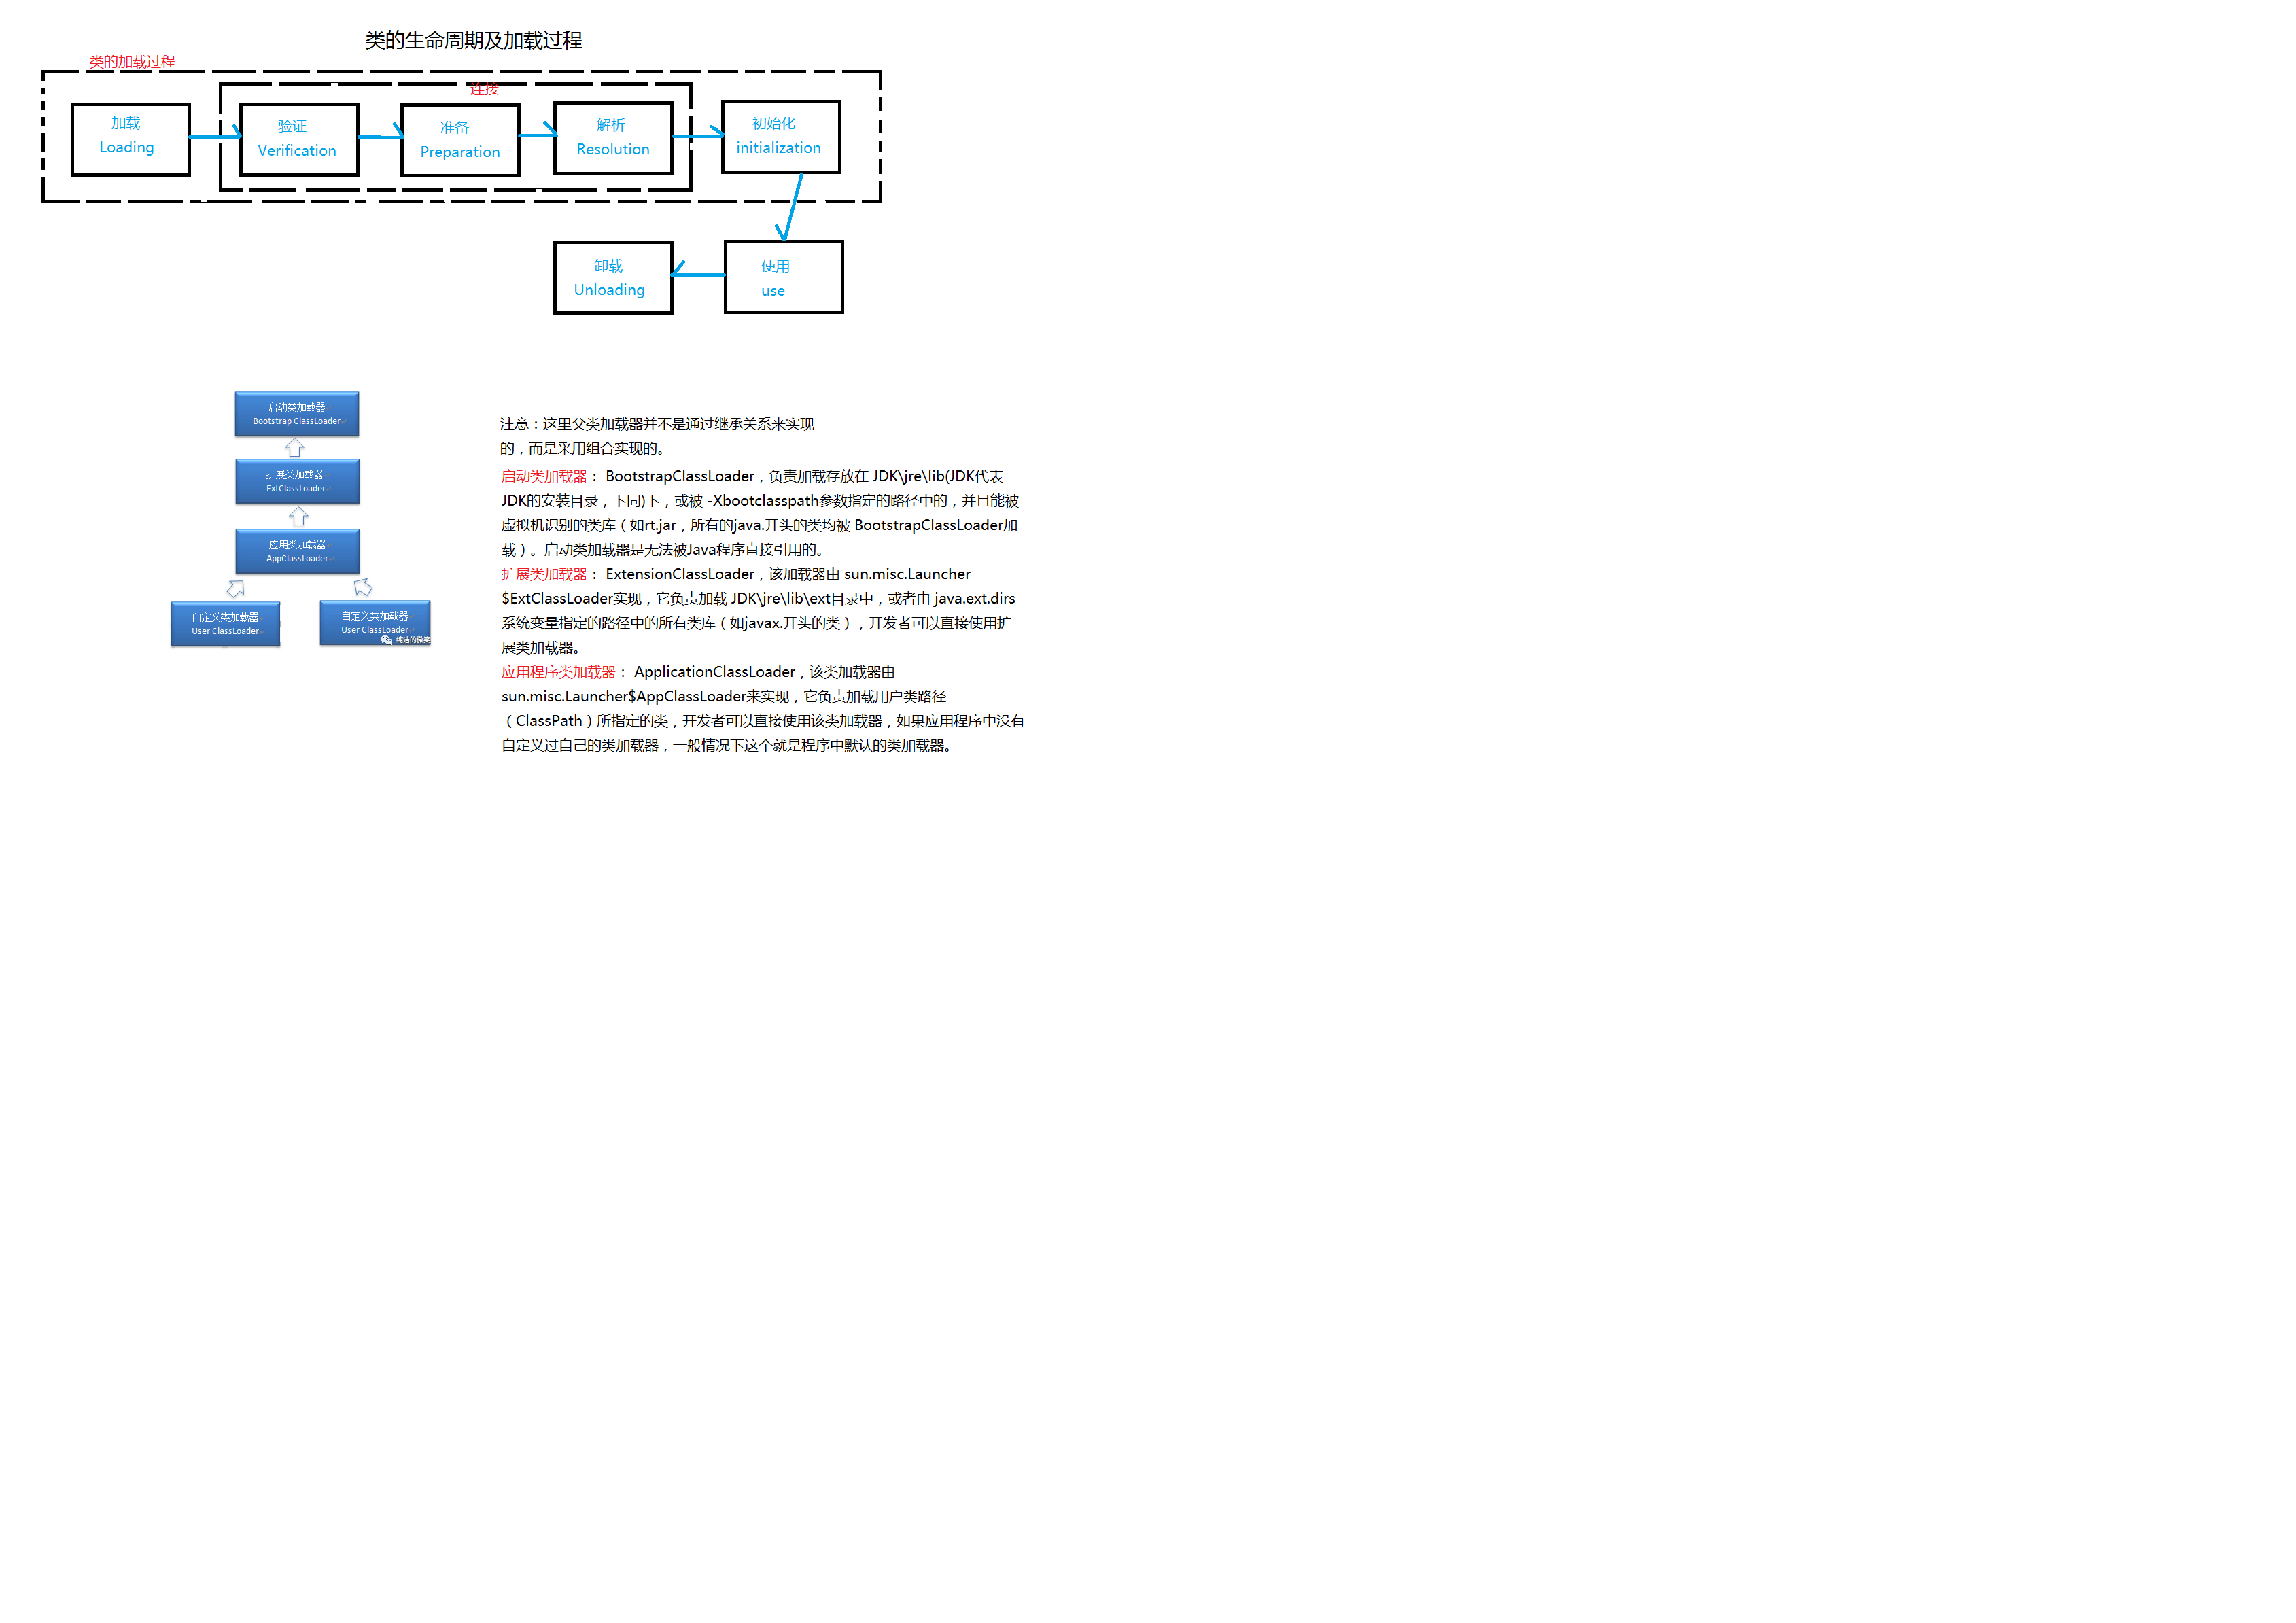 类的生命周期及加载过程
类的加载过程
连接
加载
Loading
验证
Verification
准备
Preparation
解析
Resolution
初始化
initialization
卸载
Unloading
使用
use
启动类加载器
Bootstrap ClassLoader
扩展类加载器
ExtClassLoader
应用类加载器
AppClassLoader
自定义类加载器
User ClassLoader
自定义类加载器
User ClassLoader
纯洁的微笑
注意：这里父类加载器并不是通过继承关系来实现
的，而是采用组合实现的。
启动类加载器： BootstrapClassLoader，负责加载存放在 JDK\jre\lib(JDK代表
JDK的安装目录，下同)下，或被 -Xbootclasspath参数指定的路径中的，并且能被
虚拟机识别的类库（如rt.jar，所有的java.开头的类均被 BootstrapClassLoader加
载）。启动类加载器是无法被Java程序直接引用的。
扩展类加载器： ExtensionClassLoader，该加载器由 sun.misc.Launcher
$ExtClassLoader实现，它负责加载 JDK\jre\lib\ext目录中，或者由 java.ext.dirs
系统变量指定的路径中的所有类库（如javax.开头的类），开发者可以直接使用扩
展类加载器。
应用程序类加载器： ApplicationClassLoader，该类加载器由
sun.misc.Launcher$AppClassLoader来实现，它负责加载用户类路径
（ClassPath）所指定的类，开发者可以直接使用该类加载器，如果应用程序中没有
自定义过自己的类加载器，一般情况下这个就是程序中默认的类加载器。